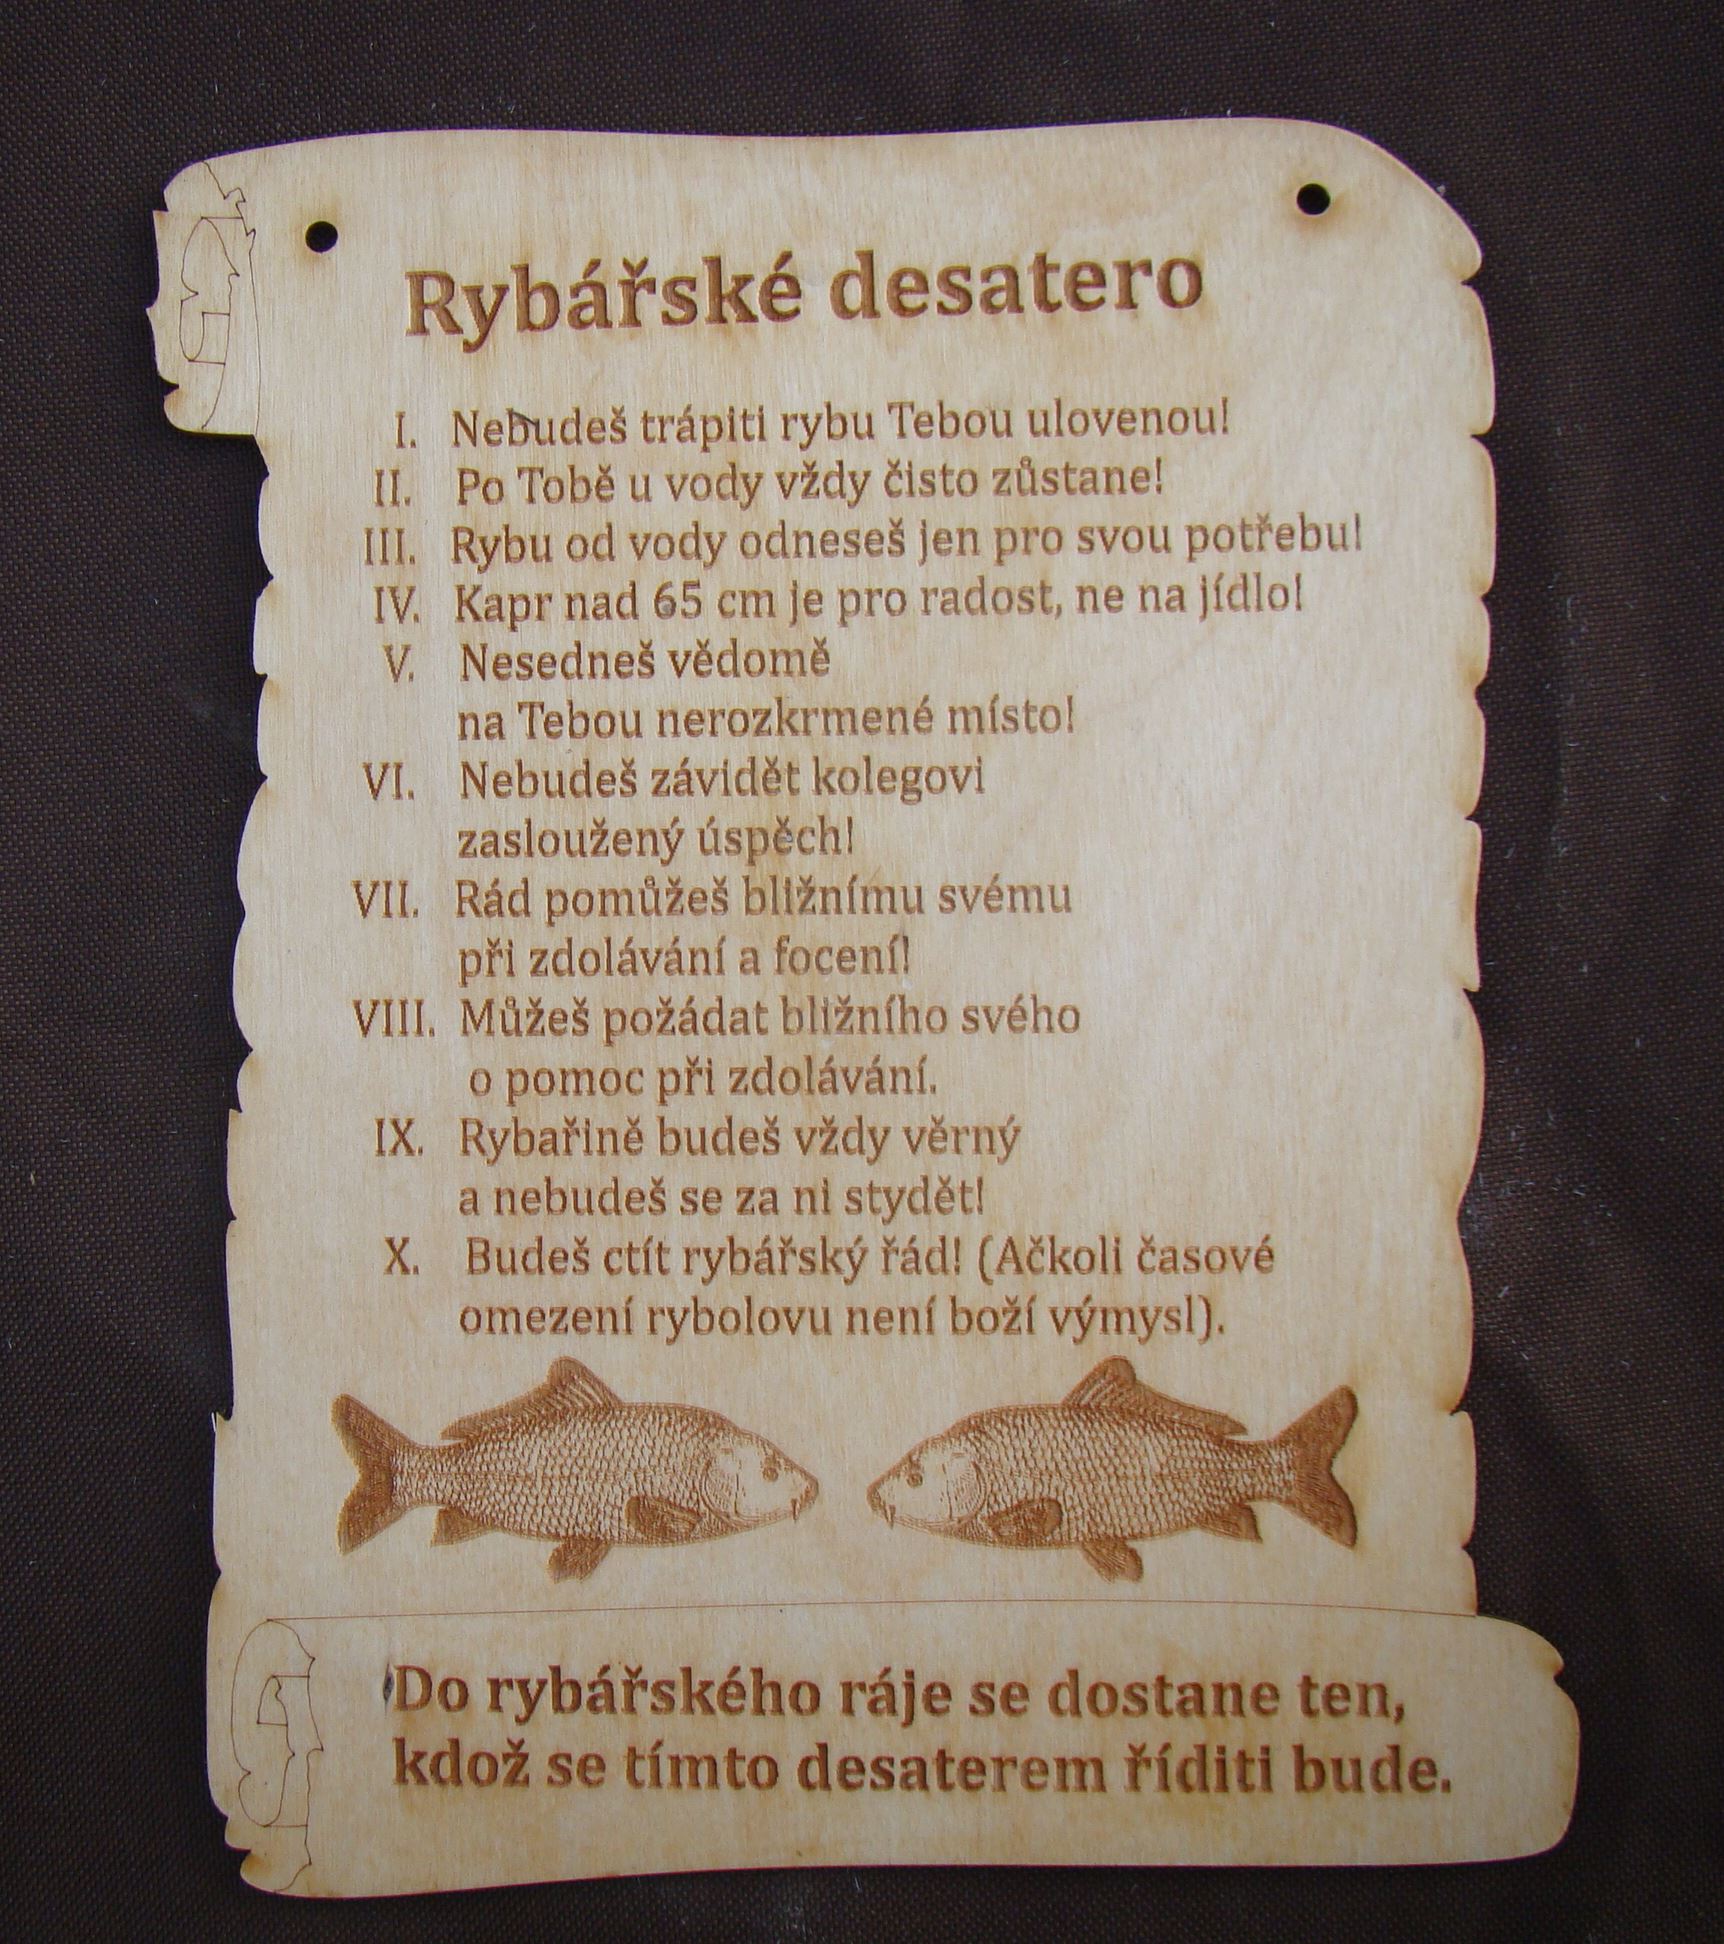 Rybářské desatero
I. Nebudeš trápiti rybu Tebou ulovenou!
II. Po Tobě u vody vždy čisto zůstane!
III. Rybu od vody odneseš jen pro svou potřebu!
IV. Kapr nad 65 cm je pro radost, ne na jídlo!
V. Nesedneš vědomě
na Tebou nerozkrmené místo!
VI. Nebudeš závidět kolegovi
zasloužený úspěch!
VII. Rád pomůžeš bližnímu svému
při zdolávání a focení!
VIII. Můžeš požádat bližního svého
o pomoc při zdolávání.
IX. Rybařině budeš vždy věrný
a nebudeš se za ni stydět!
X. Budeš ctít rybářský řád! (Ačkoli časové
omezení rybolovu není boží výmysl).
Do rybářského ráje se dostane ten,
kdož se tímto desaterem říditi bude.